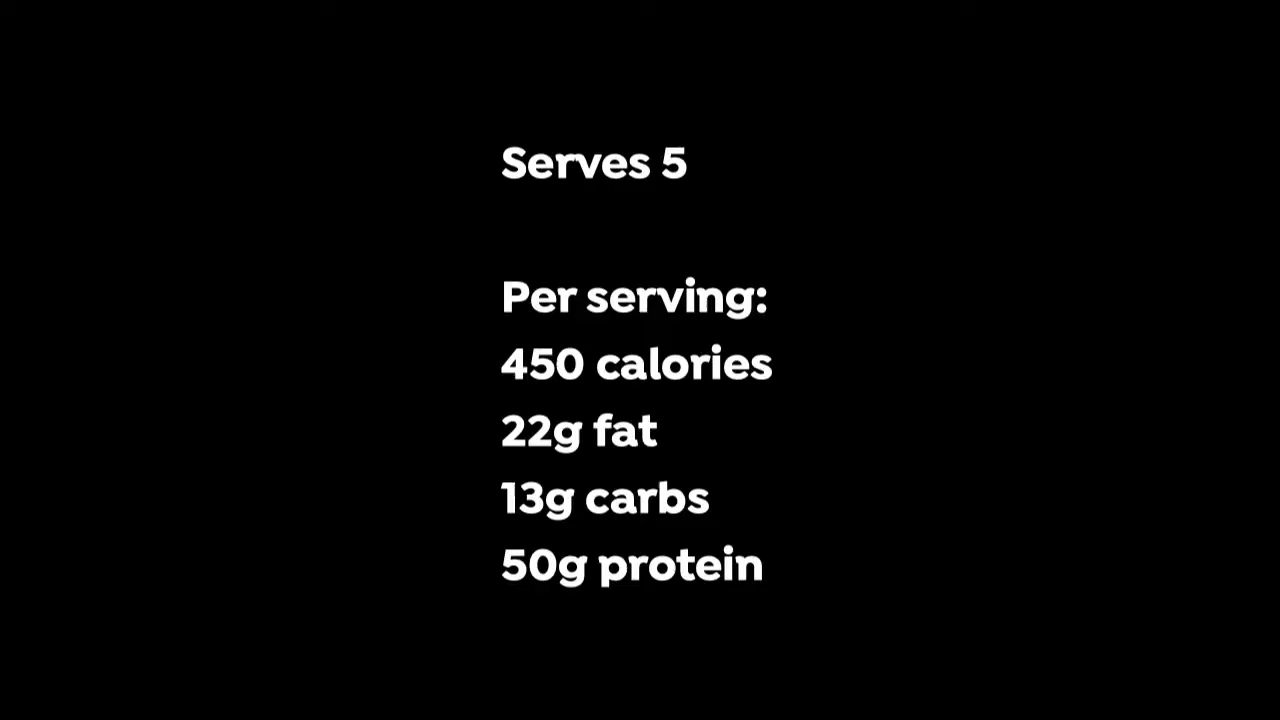 Serves 5
Per serving:
450 calories
22g fat
13g carbs
50g protein